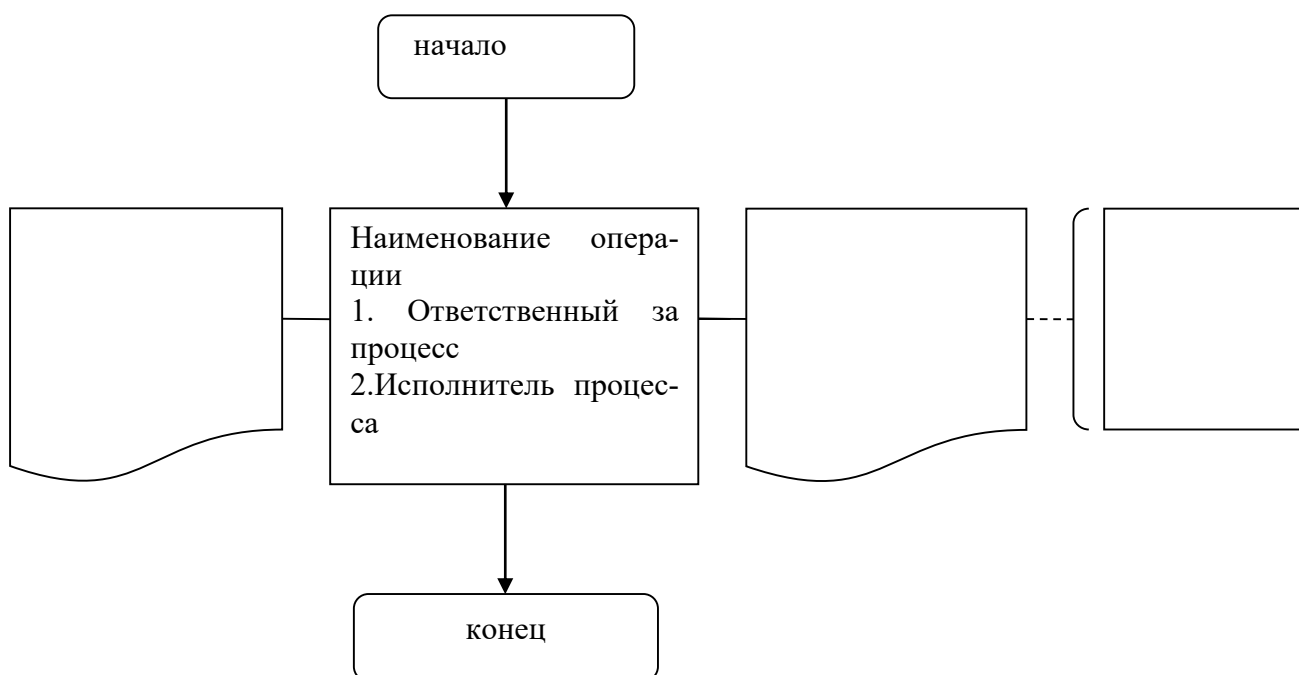 начало
Наименование опера-
ции
1. Ответственный за
процесс
2.Исполнитель процес-
са
конец